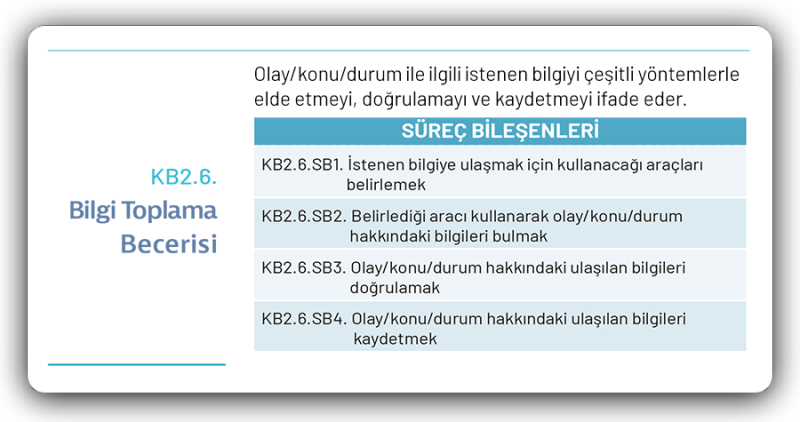 Olay/konu/durum ile ilgili istenen bilgiyi çeşitli yöntemlerle
elde etmeyi, doğrulamayı ve kaydetmeyi ifade eder.
KB2.6.
Bilgi Toplama
Becerisi
SÜREÇ BİLEŞENLERİ
KB2.6.SB1. İstenen bilgiye ulaşmak için kullanacağı araçları
belirlemek
KB2.6.SB2. Belirlediği aracı kullanarak olay/konu/durum
hakkındaki bilgileri bulmak
KB2.6.SB3. Olay/konu/durum hakkındaki ulaşılan bilgileri
doğrulamak
KB2.6.SB4. Olay/konu/durum hakkındaki ulaşılan bilgileri
kaydetmek